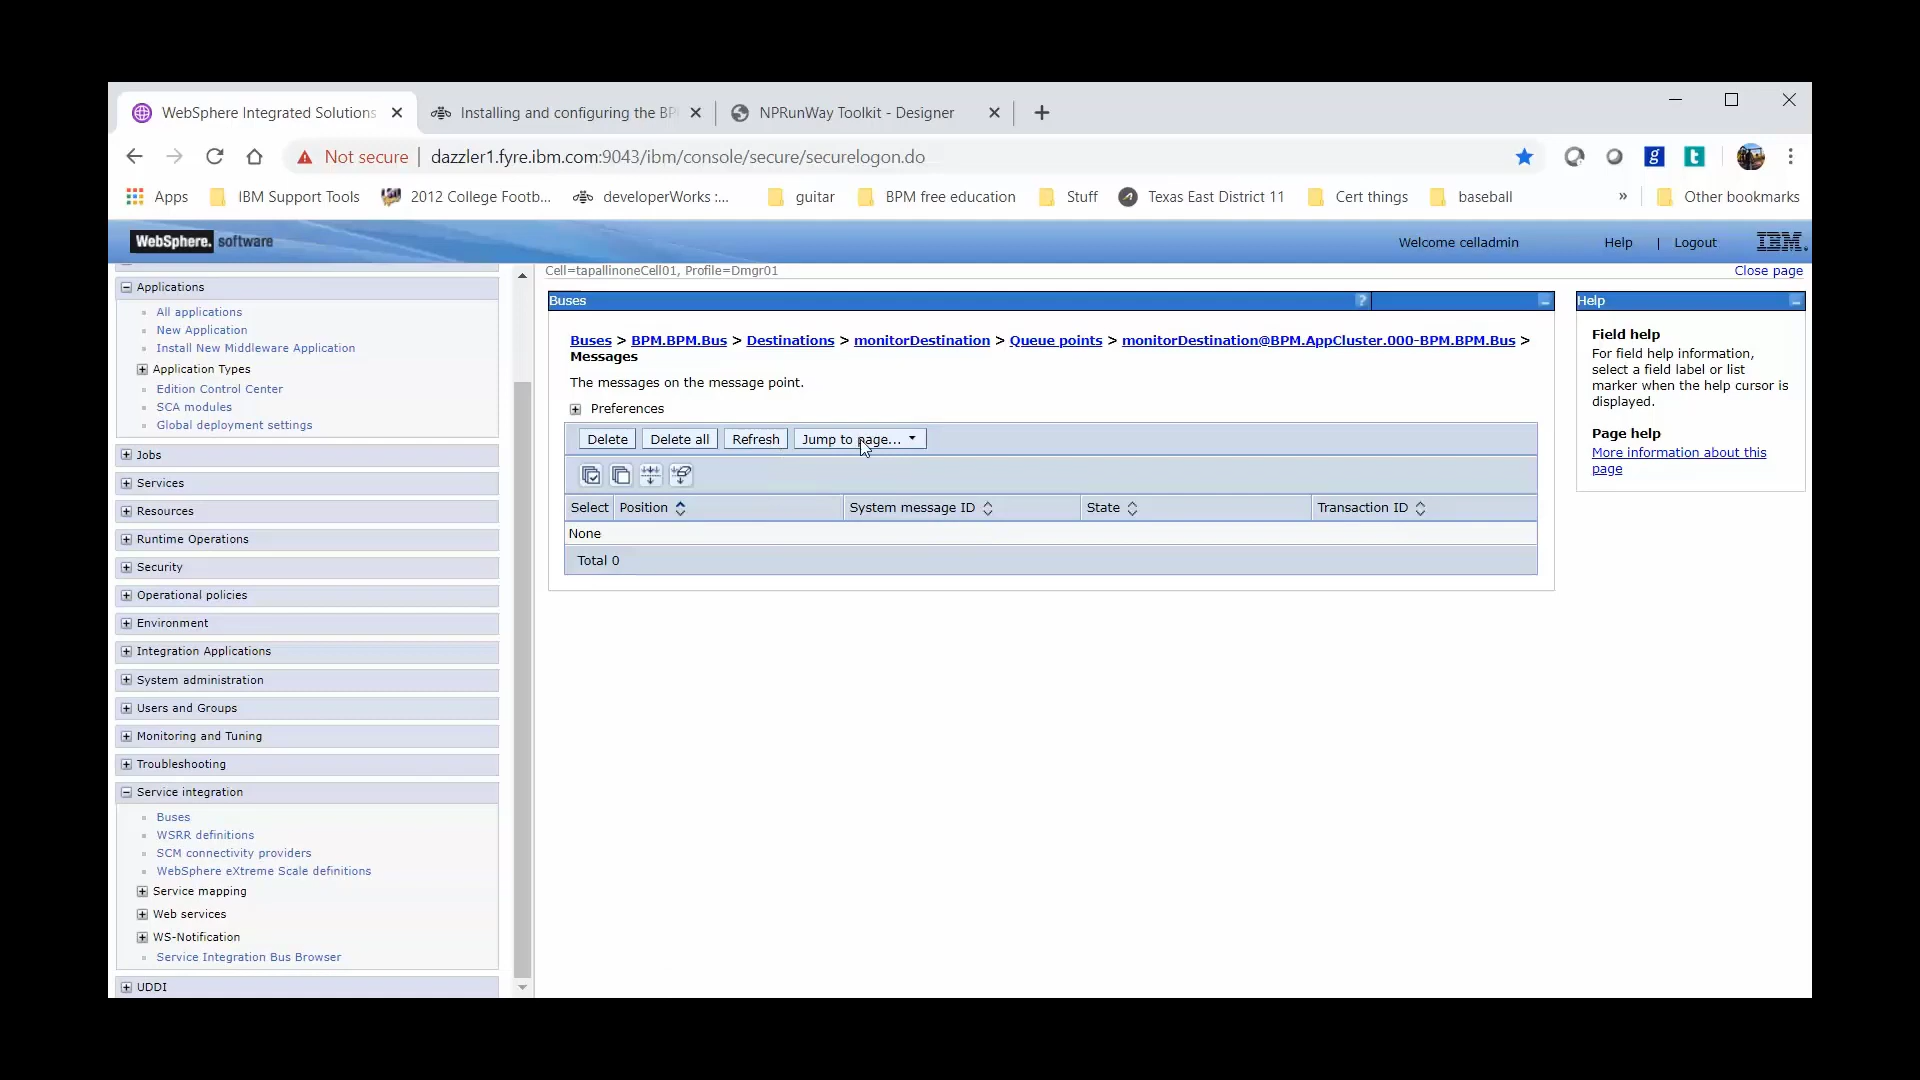 WebSphere Integrated Solutions
Installing and configuring the BP
NPRunWay Toolkit - Designer
Not secure
dazzler1.fyre.ibm.com:9043/ibm/console/secure/securelogon.do
g
t
Apps
IBM Support Tools
2012 College Footb...
developerWorks :...
guitar
BPM free education
Stuff
Texas East District 11
Cert things
baseball
»
Other bookmarks
WebSphere. software
Welcome celladmin
Help | Logout
IBM.
Cell=tapallinoneCell01, Profile=Dmgr01
Close page
Applications
All applications
New Application
Install New Middleware Application
Application Types
Edition Control Center
SCA modules
Global deployment settings
Jobs
Services
Resources
Runtime Operations
Security
Operational policies
Environment
Integration Applications
System administration
Users and Groups
Monitoring and Tuning
Troubleshooting
Service integration
Buses
WSRR definitions
SCM connectivity providers
WebSphere eXtreme Scale definitions
Service mapping
Web services
WS-Notification
Service Integration Bus Browser
UDDI
Buses
?
Buses > BPM.BPM.Bus > Destinations > monitorDestination > Queue points > monitorDestination@BPM.AppCluster.000-BPM.BPM.Bus >
Messages
The messages on the message point.
Preferences
Delete
Delete all
Refresh
Jump to page...
Select
Position
System message ID
State
Transaction ID
None
Total 0
Help
Field help
For field help information,
select a field label or list
marker when the help cursor is
displayed.
Page help
More information about this
page